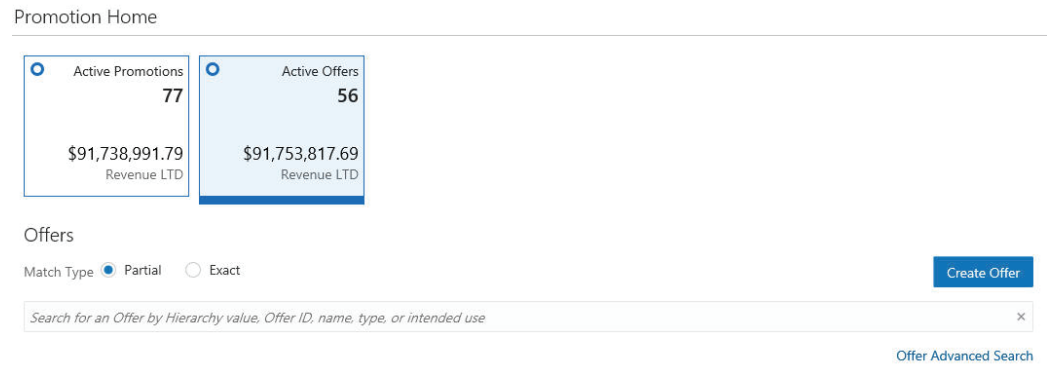 Promotion Home
Active Promotions
77
$91,738,991.79
Revenue LTD
Active Offers
56
$91,753,817.69
Revenue LTD
Offers
Match Type Partial Exact
Create Offer
Search for an Offer by Hierarchy value, Offer ID, name, type, or intended use ×
Offer Advanced Search